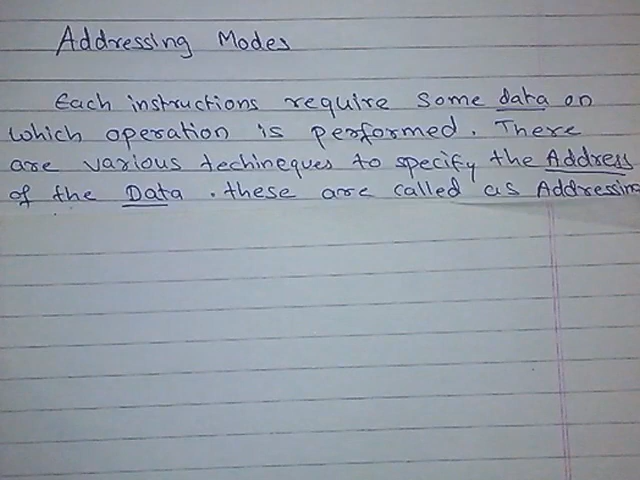 Addressing Modes
Each instructions require some data on
which operation is performed. There
are various techineques to specify the Address
of the Data. these are called as Addressing